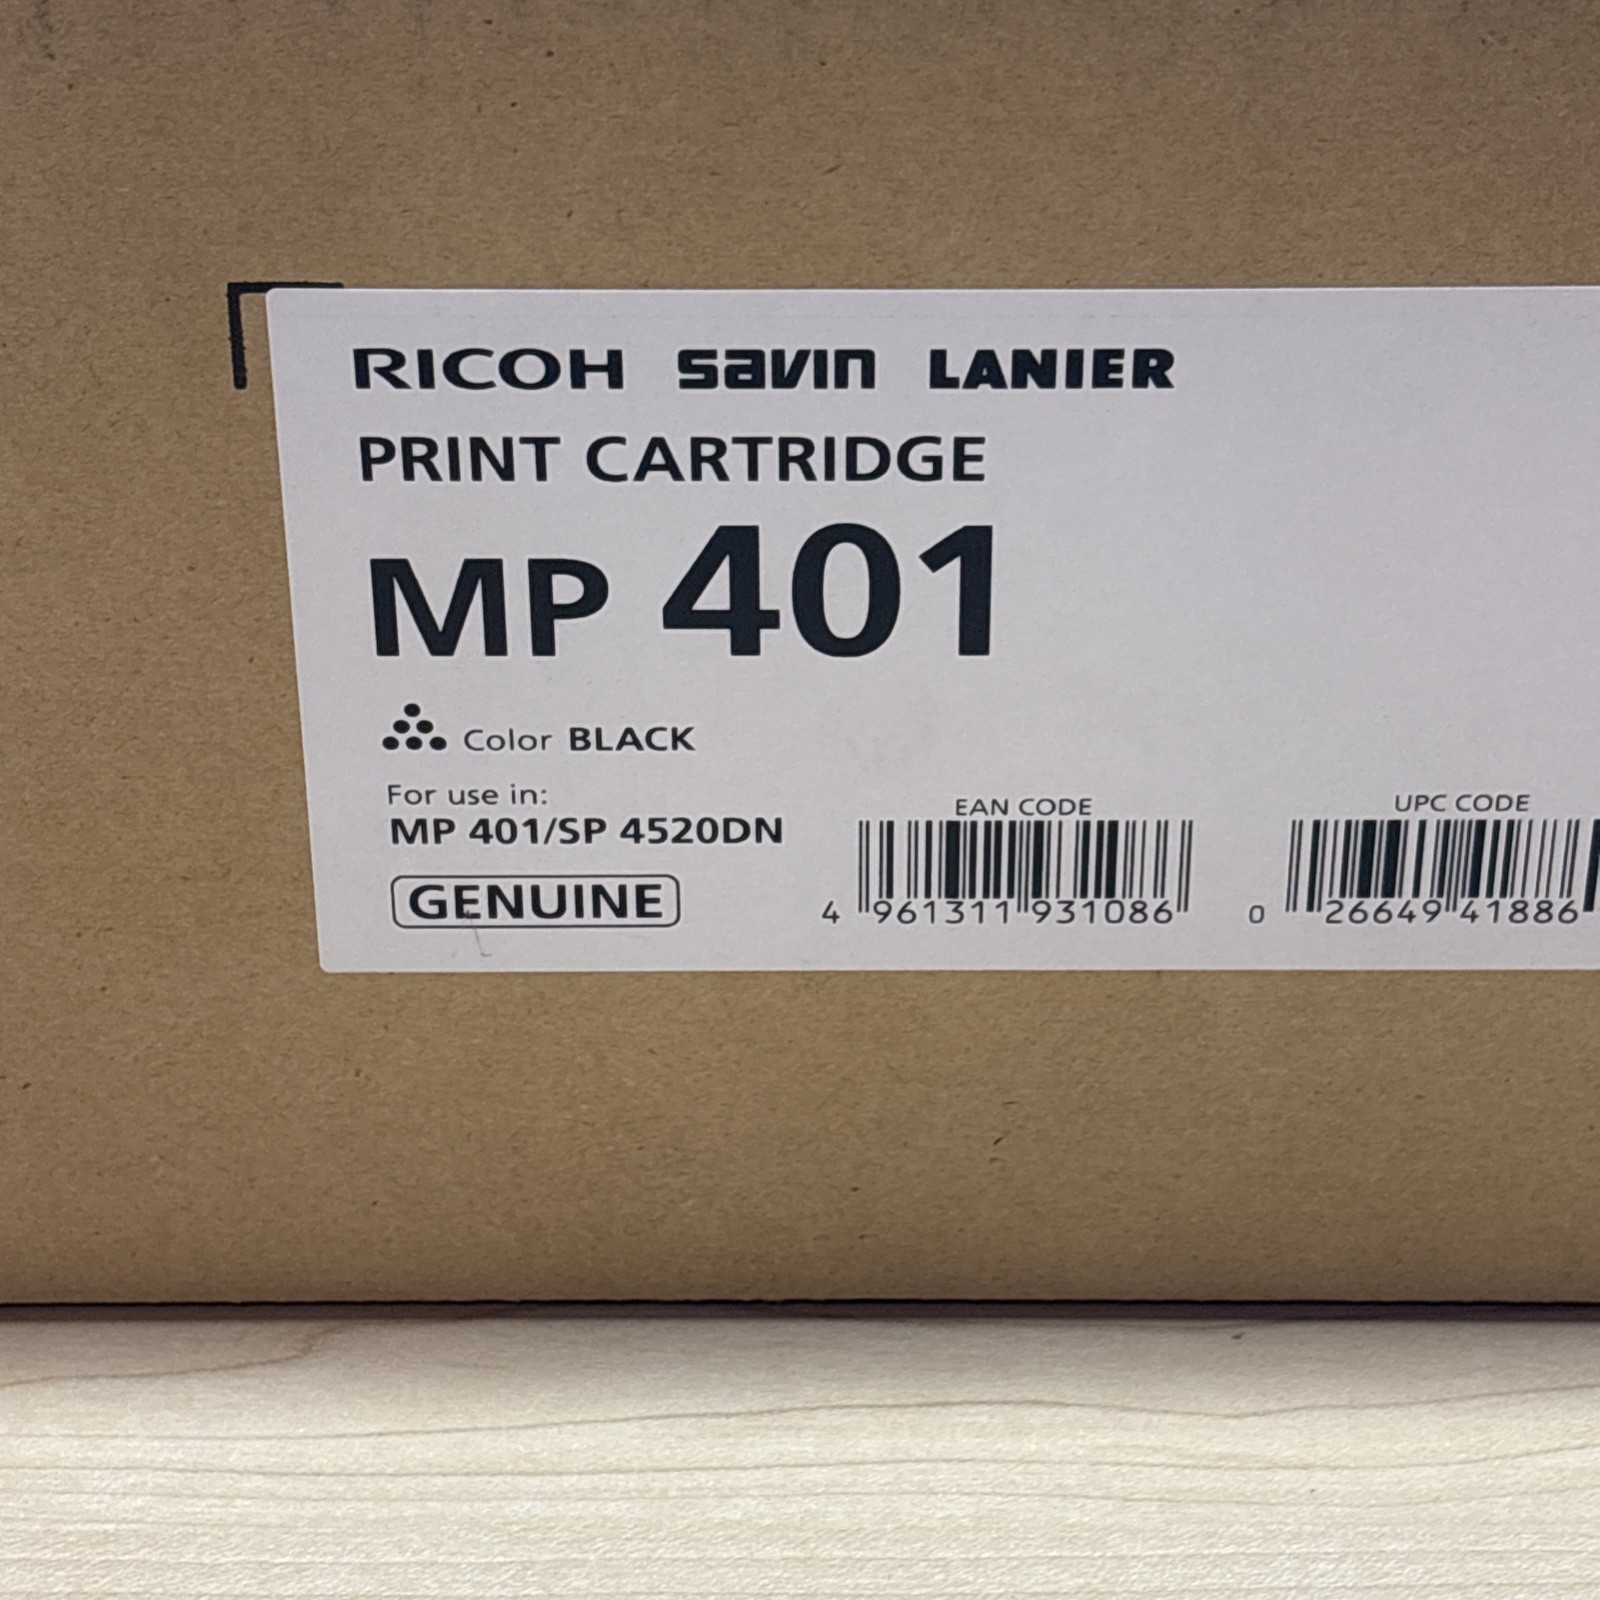 RICOH savin LANIER
PRINT CARTRIDGE
MP 401
Color BLACK
For use in:
MP 401/SP 4520DN
GENUINE
EAN CODE
4 961311 931086
UPC CODE
0 26649 41886